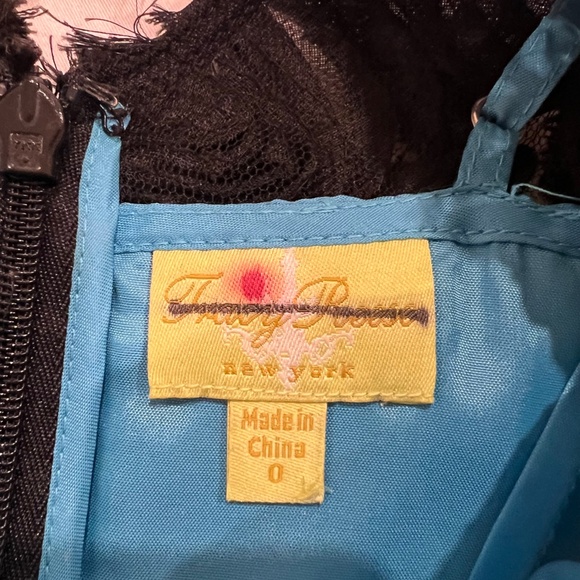 Tracy Reese
new york
Made in
China
0